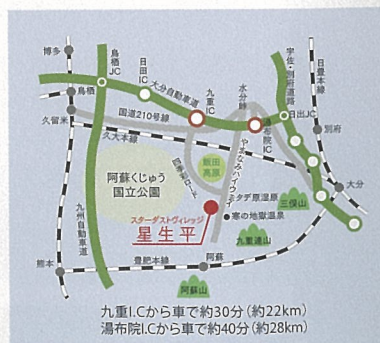 博多
鳥栖JC
日田IC
大分自動車道
九重IC
水分峠
宇佐・別府道路
日豊本線
鳥栖
久留米
国道210号線
湯布院IC
日出JC
別府
久大本線
四季彩ロード
飯田高原
やまなみハイウェイ
阿蘇くじゅう
国立公園
タデ原湿原
三俣山
大分
スターダストヴィレッジ
星生平
寒の地獄温泉
九重連山
九州自動車道
熊本
豊肥本線
阿蘇
阿蘇山
九重I.Cから車で約30分(約22km)
湯布院I.Cから車で約40分(約28km)